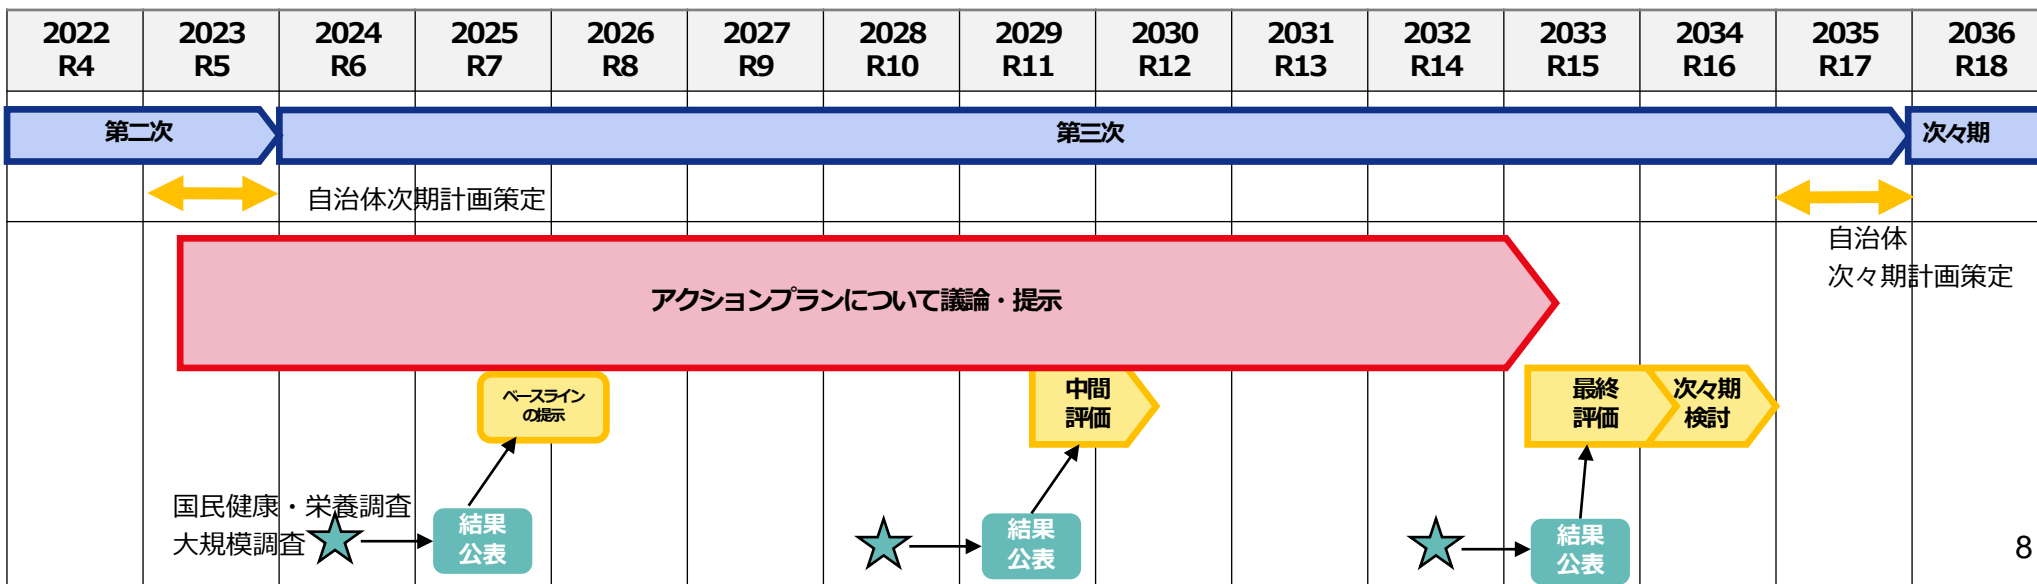 2022 2023 2024 2025 2026 2027 2028 2029 2030 2031 2032 2033 2034 2035 2036
R4 R5 R6 R7 R8 R9 R10 R11 R12 R13 R14 R15 R16 R17 R18
第二次 第三次 次々期
自治体次期計画策定
自治体
次々期計画策定
アクションプランについて議論・提示
ベースライン
の提示
中間
評価
最終
評価
次々期
検討
国民健康・栄養調査
大規模調査
結果
公表
結果
公表
結果
公表
8